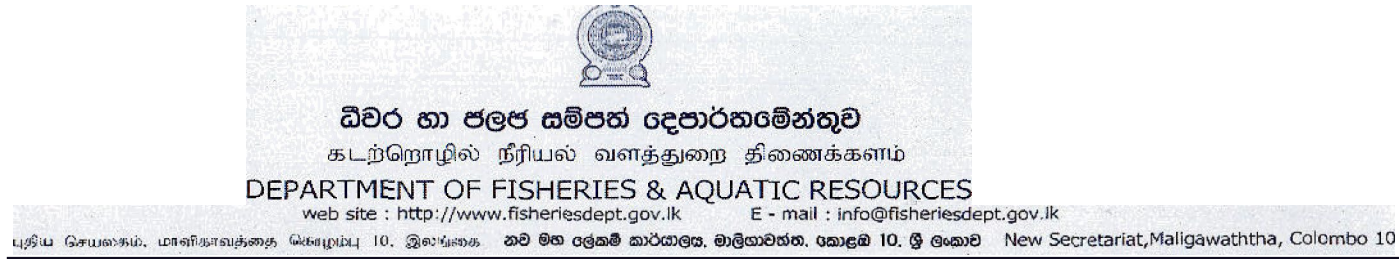 ධීවර හා ජලජ සම්පත් දෙපාර්තමේන්තුව
கடற்றொழில் நீரியல் வளத்துறை திணைக்களம்
DEPARTMENT OF FISHERIES & AQUATIC RESOURCES
web site : http://www.fisheriesdept.gov.lk E - mail : info@fisheriesdept.gov.lk
புதிய செயலகம், மாளிகாவத்தை கொழும்பு 10, இலங்கை නව මහ ලේකම් කාර්යාලය, මාලිගාවත්ත, කොළඹ 10, ශ්‍රී ලංකාව New Secretariat,Maligawaththa, Colombo 10